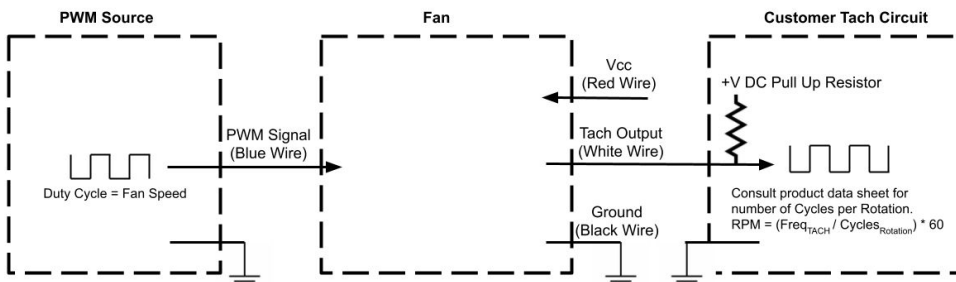 PWM Source
Fan
Customer Tach Circuit
Vcc
(Red Wire)
+V DC Pull Up Resistor
PWM Signal
(Blue Wire)
Tach Output
(White Wire)
Duty Cycle = Fan Speed
Consult product data sheet for
number of Cycles per Rotation.
RPM = (FreqTACH / CyclesRotation) * 60
Ground
(Black Wire)